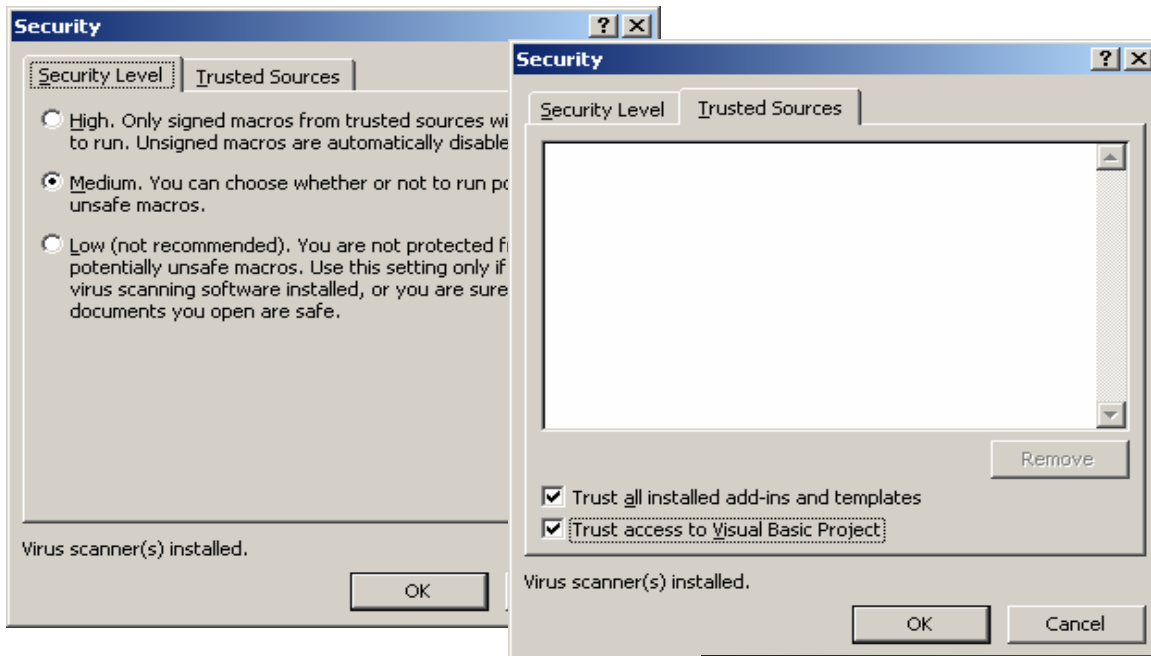 Security
Security Level
Trusted Sources
High. Only signed macros from trusted sources
to run. Unsigned macros are automatically
Medium. You can choose whether or not to run
unsafe macros.
Low (not recommended). You are not protected
potentially unsafe macros. Use this setting only if
virus scanning software installed, or you are sure
documents you open are safe.
Virus scanner(s) installed.
OK
Security
Security Level
Trusted Sources
Remove
Trust all installed add-ins and templates
Trust access to Visual Basic Project
Virus scanner(s) installed.
OK
Cancel